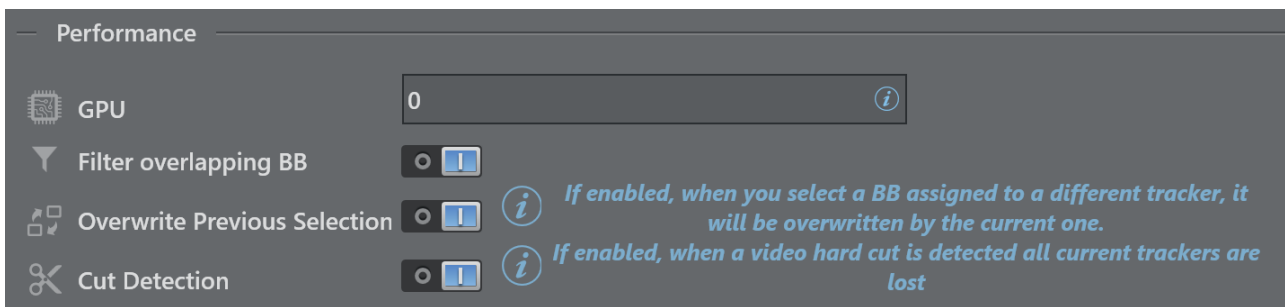 Performance
GPU
0
Filter overlapping BB
Overwrite Previous Selection
If enabled, when you select a BB assigned to a different tracker, it
will be overwritten by the current one.
Cut Detection
If enabled, when a video hard cut is detected all current trackers are
lost